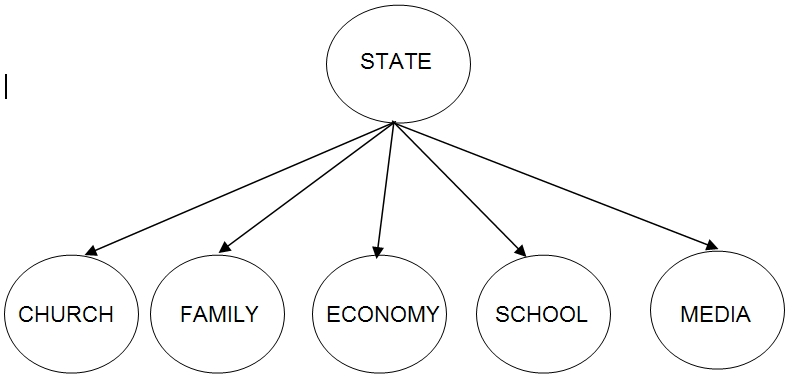 STATE
CHURCH
FAMILY
ECONOMY
SCHOOL
MEDIA